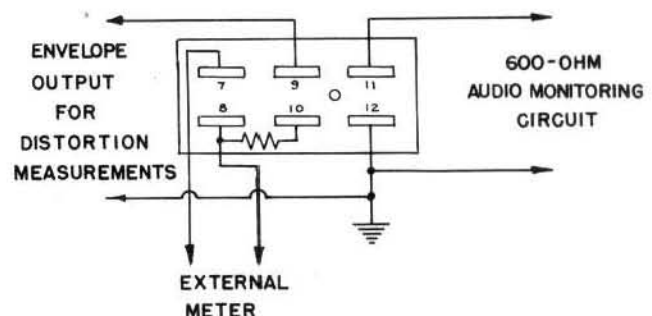 ENVELOPE
OUTPUT
FOR
DISTORTION
MEASUREMENTS
7
9
11
8
10
12
600-OHM
AUDIO MONITORING
CIRCUIT
EXTERNAL
METER